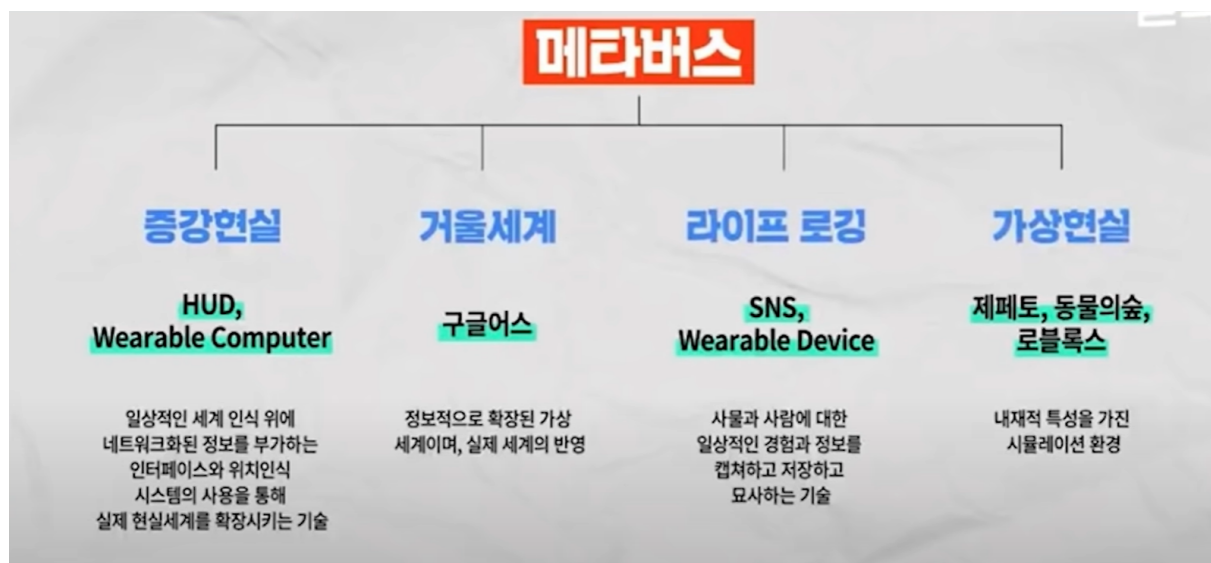 메타버스
증강현실
HUD,
Wearable Computer
일상적인 세계 인식 위에
네트워크화된 정보를 부가하는
인터페이스와 위치인식
시스템의 사용을 통해
실제 현실세계를 확장시키는 기술
거울세계
구글어스
정보적으로 확장된 가상
세계이며, 실제 세계의 반영
라이프 로깅
SNS,
Wearable Device
사물과 사람에 대한
일상적인 경험과 정보를
캡쳐하고 저장하고
묘사하는 기술
가상현실
제페토, 동물의숲,
로블록스
내재적 특성을 가진
시뮬레이션 환경